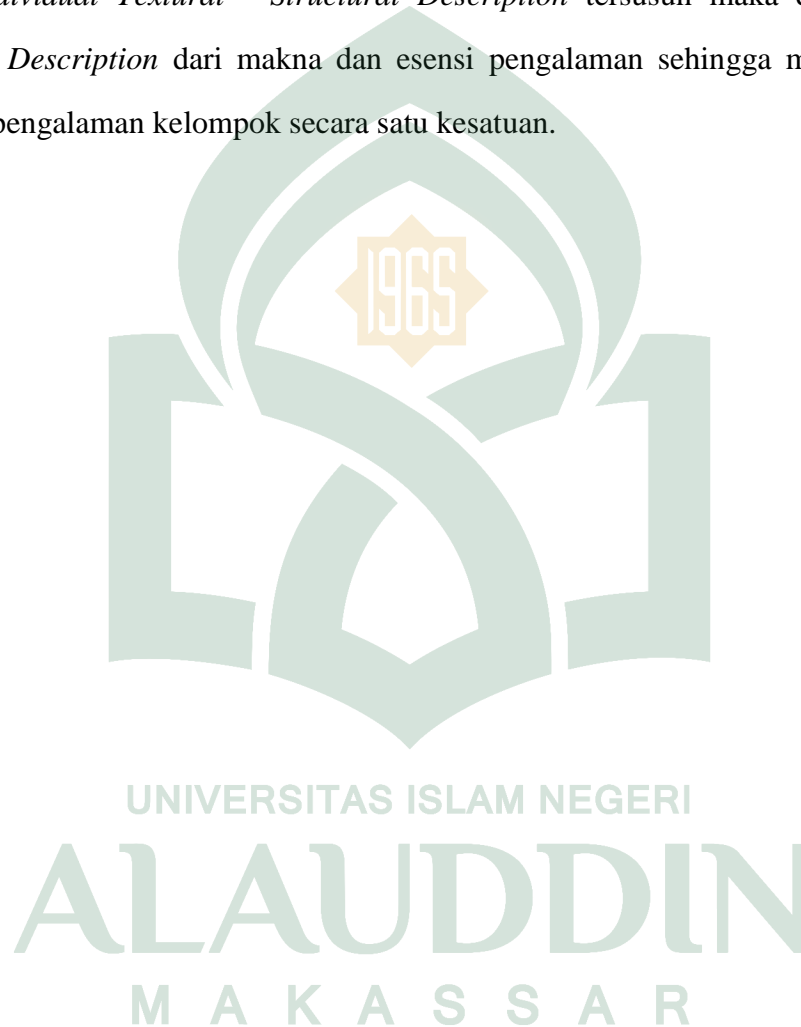 Textural - Structural Description tersusun maka
Description dari makna dan esensi pengalaman sehingga
pengalaman kelompok secara satu kesatuan.
1965
UNIVERSITAS ISLAM NEGERI
ALAUDDIN
MAKASSAR